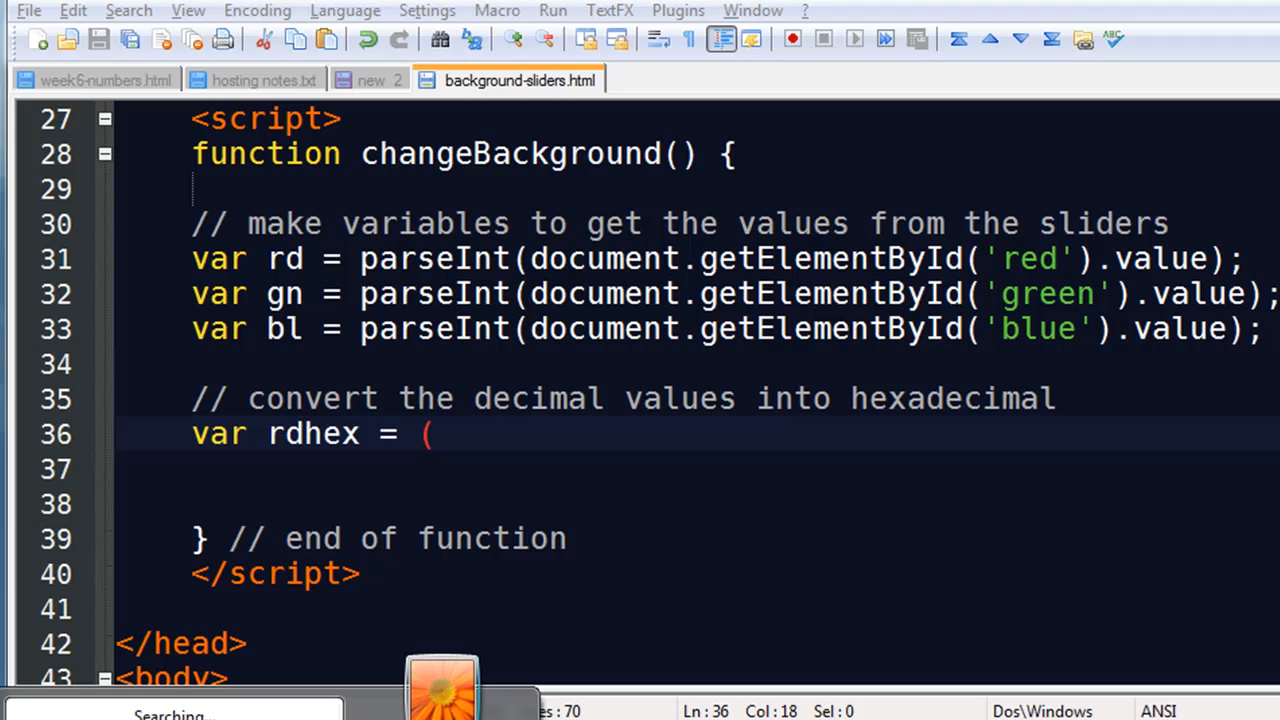 File Edit Search View Encoding Language Settings Macro Run TextFX Plugins Window ?
week6-numbers.html hosting notes.txt new 2 background-sliders.html
27 <script>
28 function changeBackground() {
29
30 // make variables to get the values from the sliders
31 var rd = parseInt(document.getElementById('red').value);
32 var gn = parseInt(document.getElementById('green').value);
33 var bl = parseInt(document.getElementById('blue').value);
34
35 // convert the decimal values into hexadecimal
36 var rdhex = (
37
38
39 } // end of function
40 </script>
41
42 </head>
43 <body>
Searching... es: 70 Ln: 36 Col: 18 Sel: 0 Dos\Windows ANSI